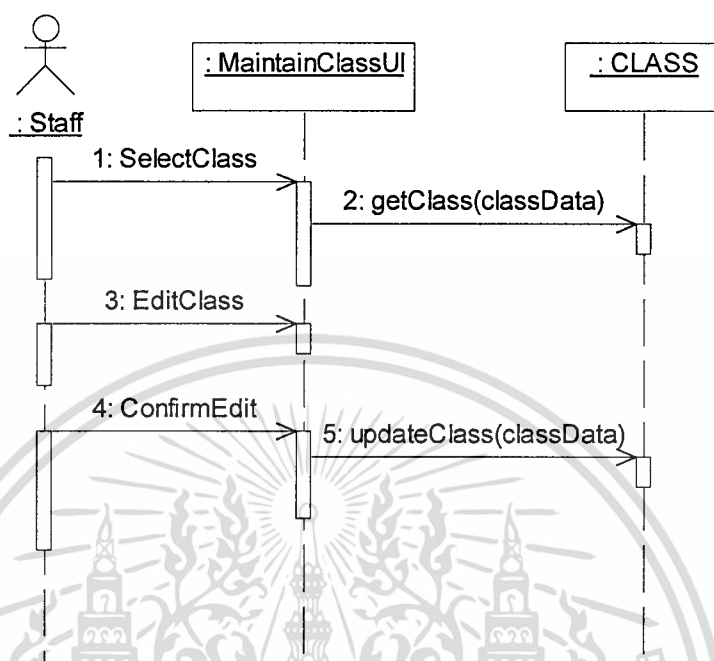 : MaintainClassUI
: CLASS
: Staff
1: SelectClass
2: getClass(classData)
3: EditClass
4: ConfirmEdit
5: updateClass(classData)